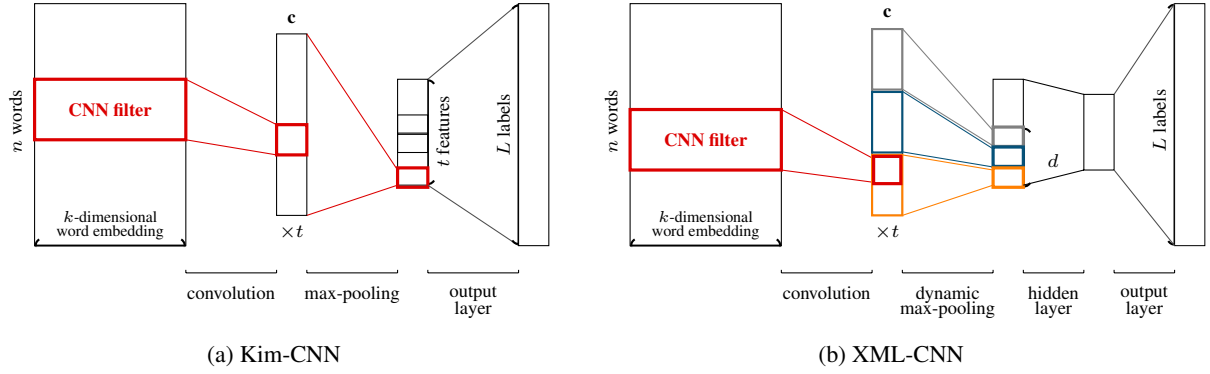 c
n words
CNN filter
t features
L labels
k-dimensional
word embedding
×t
convolution
max-pooling
output
layer
(a) Kim-CNN
c
n words
CNN filter
d
L labels
k-dimensional
word embedding
×t
convolution
dynamic
max-pooling
hidden
layer
output
layer
(b) XML-CNN